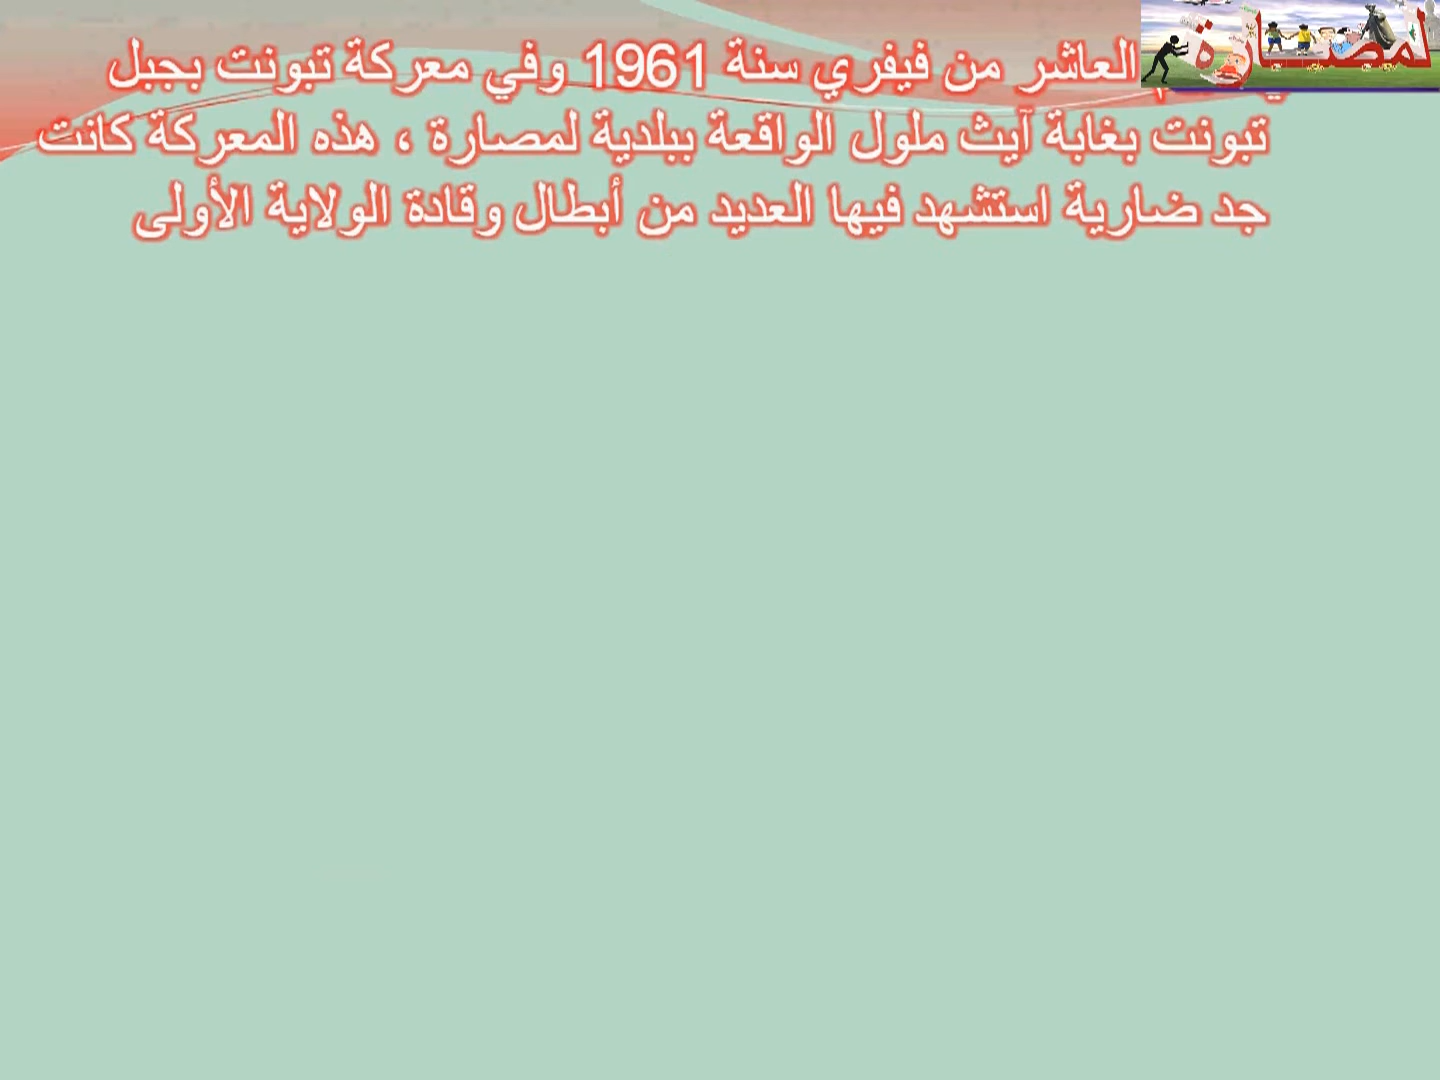 لمصارة
العاشر من فيفري سنة 1961 وفي معركة تبونت بجبل
تبونت بغابة آيث ملول الواقعة ببلدية لمصارة ، هذه المعركة كانت
جد ضارية استشهد فيها العديد من أبطال وقادة الولاية الأولى